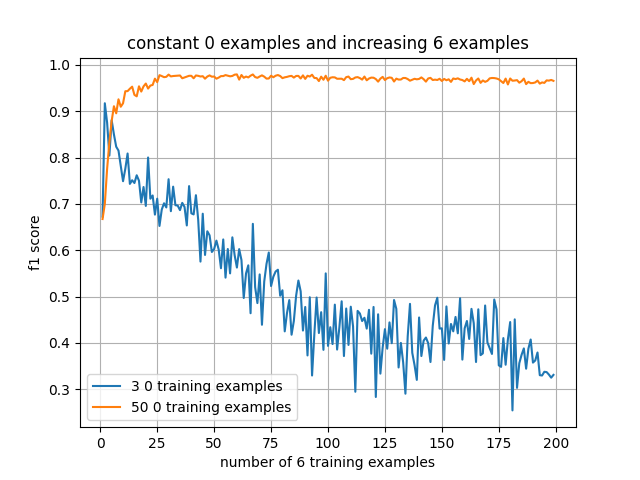 constant 0 examples and increasing 6 examples
f1 score
1.0
0.9
0.8
0.7
0.6
0.5
0.4
0.3
3 0 training examples
50 0 training examples
0 25 50 75 100 125 150 175 200
number of 6 training examples